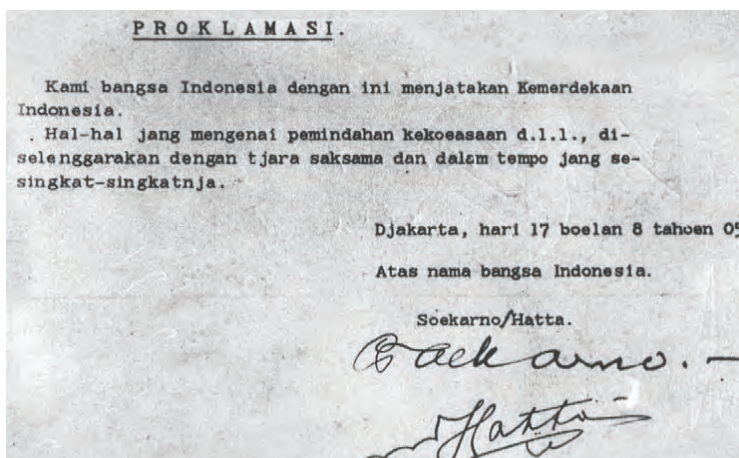 PROKLAMASI.
Kami bangsa Indonesia dengan ini menjatakan Kemerdekaan
Indonesia.
Hal-hal jang mengenai pemindahan kekoeasaan d.l.l., di-
selenggarakan dengan tjara saksama dan dalam tempo jang se-
singkat-singkatnja.
Djakarta, hari 17 boelan 8 tahoen 05
Atas nama bangsa Indonesia.
Soekarno/Hatta.
Soekarno.
Hatta